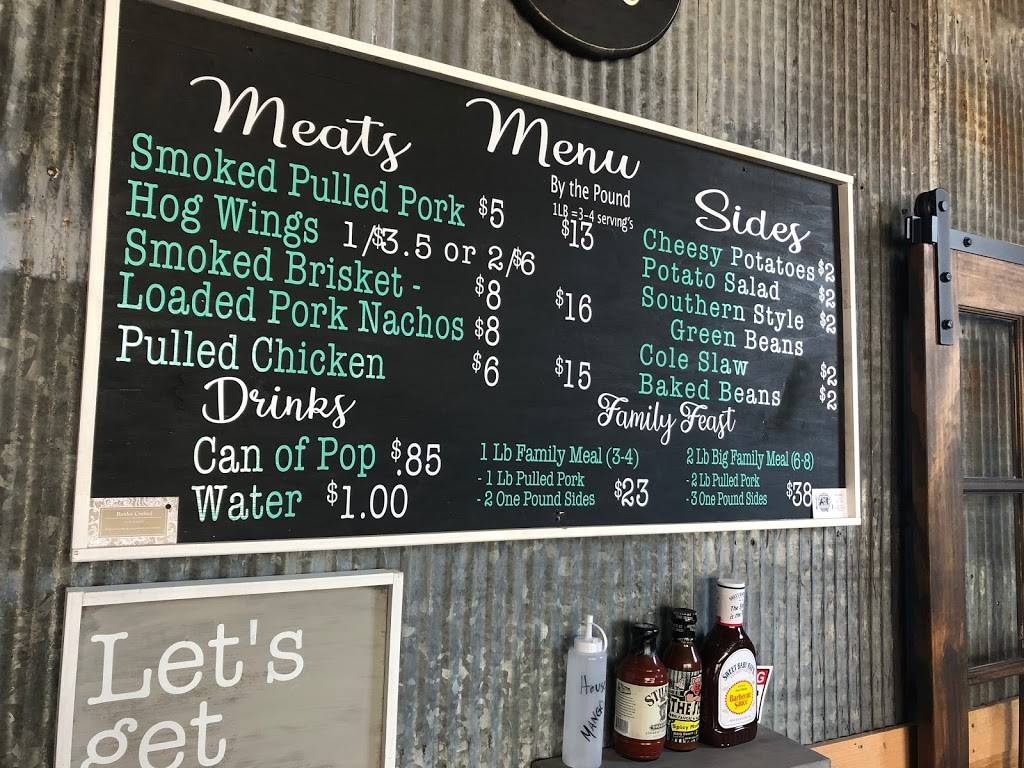 Meats
Menu
Smoked Pulled Pork $5
By the Pound
1LB =3-4 serving's
$13
Hog Wings 1/$3.5 or 2/$6
Smoked Brisket - $8 $16
Loaded Pork Nachos $8
Pulled Chicken $6 $15
Sides
Cheesy Potatoes $2
Potato Salad $2
Southern Style $2
Green Beans
Cole Slaw $2
Baked Beans $2
Drinks
Can of Pop $.85
Water $1.00
Family Feast
1 Lb Family Meal (3-4)
- 1 Lb Pulled Pork
- 2 One Pound Sides $23
2 Lb Big Family Meal (6-8)
- 2 Lb Pulled Pork
- 3 One Pound Sides $38
Let's
get
SWEET BABY RAY'S
Barbecue
Sauce